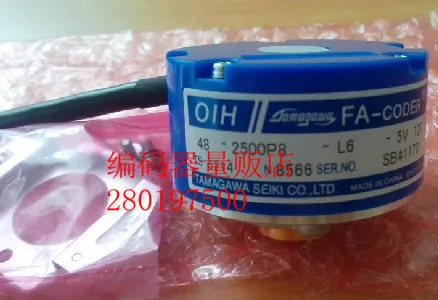 OIH Tamagawa FA-CODER
48 - 2500P8 - L6 - 5V
SER.NO. SB41170
TAMAGAWA SEIKI CO.,LTD. MADE IN CHINA
编码器量贩店
280197500